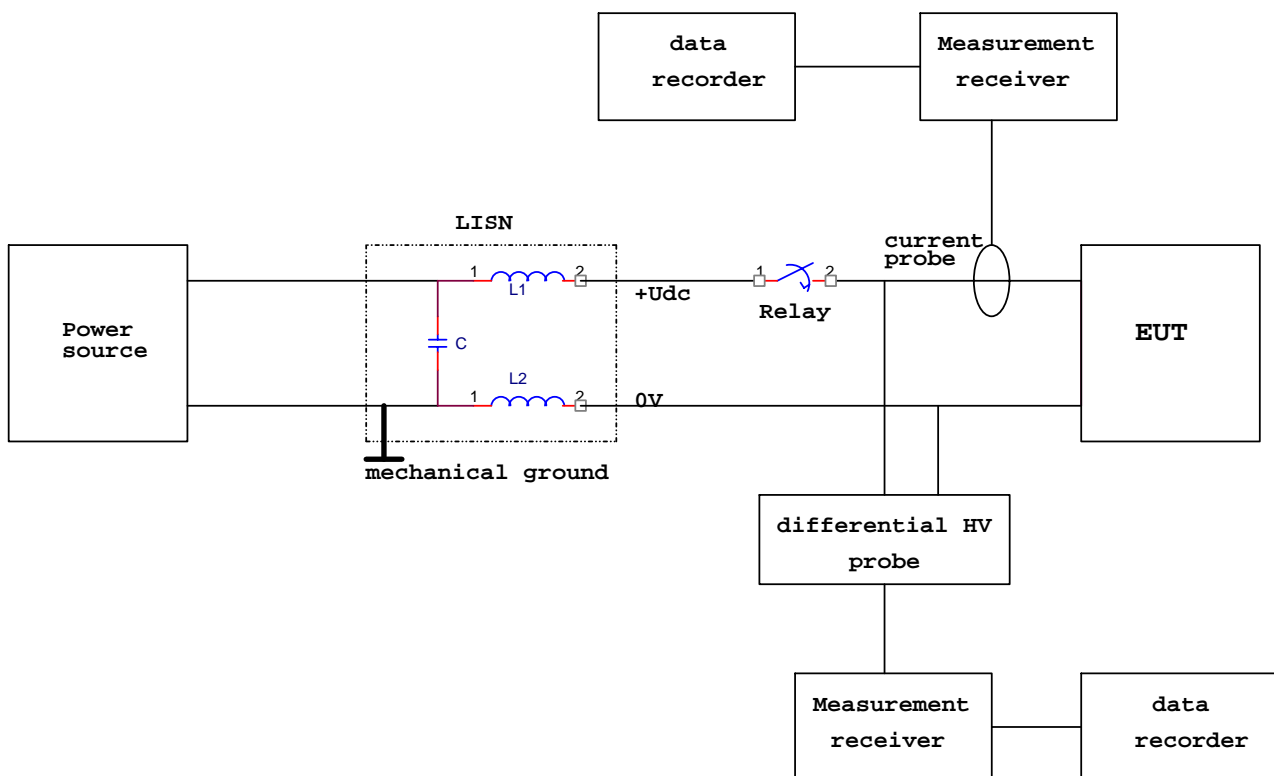 data
recorder
Measurement
receiver
LISN
current
probe
1
2
L1
+Udc
1
2
Relay
Power
source
C
EUT
L2
1
2
0V
mechanical ground
differential HV
probe
Measurement
receiver
data
recorder